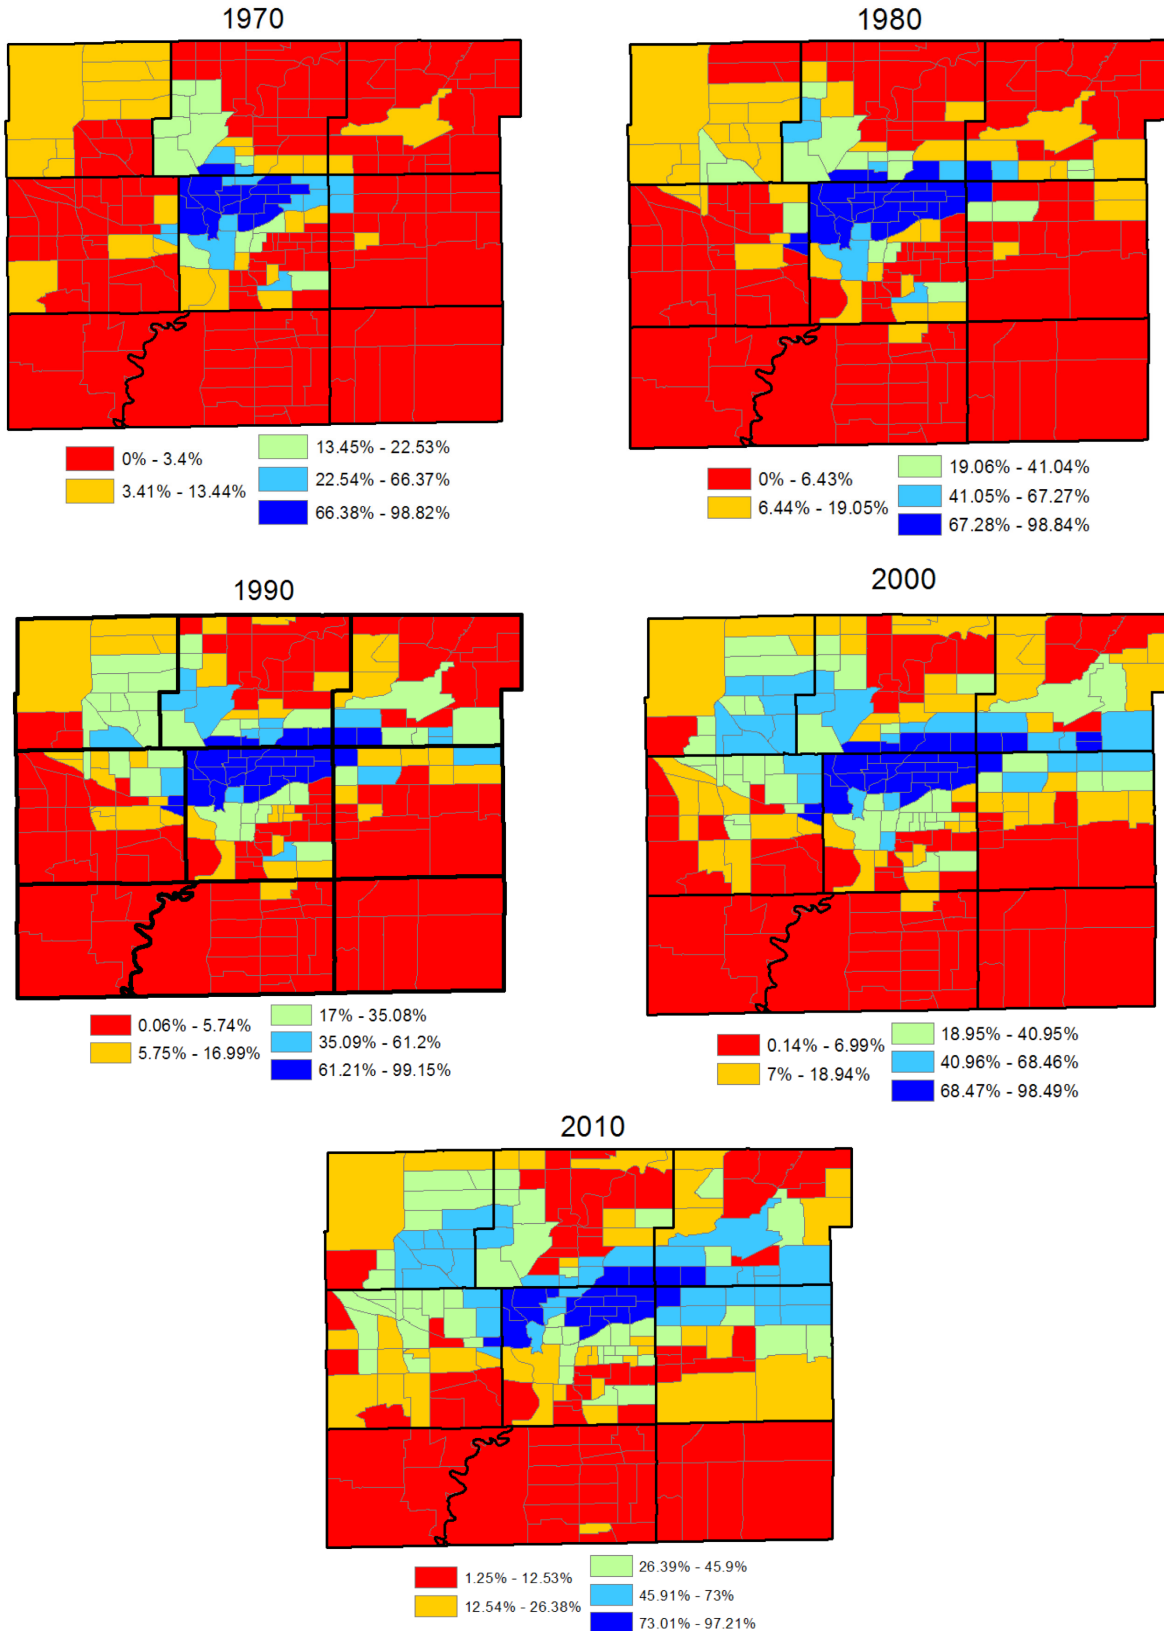 1970
1980
0% - 3.4%
3.41% - 13.44%
13.45% - 22.53%
22.54% - 66.37%
66.38% - 98.82%
0% - 6.43%
6.44% - 19.05%
19.06% - 41.04%
41.05% - 67.27%
67.28% - 98.84%
1990
2000
0.06% - 5.74%
5.75% - 16.99%
17% - 35.08%
35.09% - 61.2%
61.21% - 99.15%
0.14% - 6.99%
7% - 18.94%
18.95% - 40.95%
40.96% - 68.46%
68.47% - 98.49%
2010
1.25% - 12.53%
12.54% - 26.38%
26.39% - 45.9%
45.91% - 73%
73.01% - 97.21%